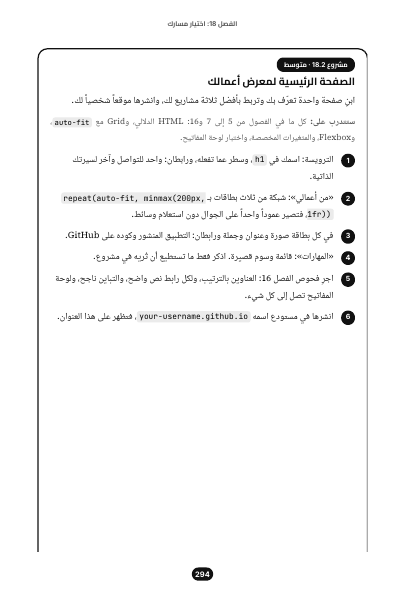 الفصل 18: اختيار مسارك
مشروع 18.2 · متوسط
الصفحة الرئيسية لمعرض أعمالك
ابنِ صفحة واحدة تعرّف بك وتربط بأفضل ثلاثة مشاريع لك، وانشرها موقعاً شخصياً لك.
ستتدرب على: كل ما في الفصول من 5 إلى 7 و16: HTML الدلالي، وGrid مع auto-fit،
وFlexbox، والمتغيرات المخصصة، واختبار لوحة المفاتيح.
1 الترويسة: اسمك في h1، وسطر عما تفعله، ورابطان: واحد للتواصل وآخر لسيرتك
الذاتية.
2 «من أعمالي»: شبكة من ثلاث بطاقات بـ repeat(auto-fit, minmax(200px,
1fr))، فتصير عموداً واحداً على الجوال دون استعلام وسائط.
3 في كل بطاقة صورة وعنوان وجملة ورابطان: التطبيق المنشور وكوده على GitHub.
4 «المهارات»: قائمة وسوم قصيرة. اذكر فقط ما تستطيع أن تُريه في مشروع.
5 اجرِ فحوص الفصل 16: العناوين بالترتيب، ولكل رابط نص واضح، والتباين ناجح، ولوحة
المفاتيح تصل إلى كل شيء.
6 انشرها في مستودع اسمه your-username.github.io، فتظهر على هذا العنوان.
294